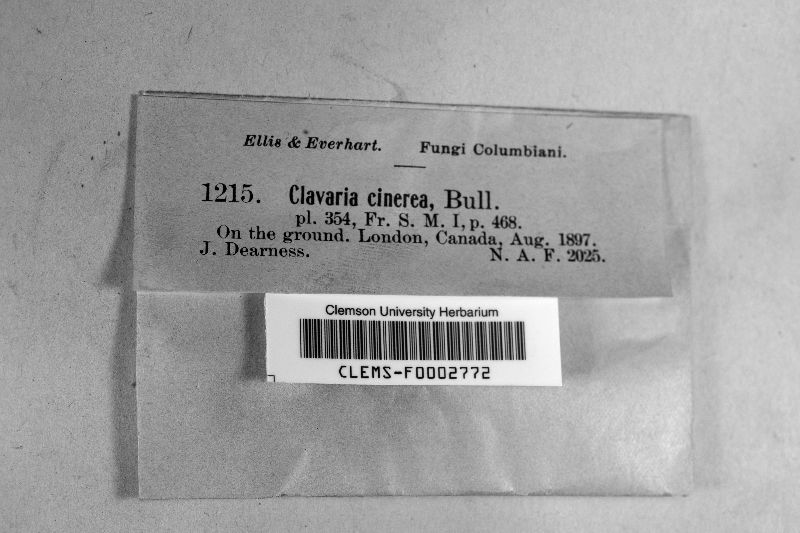 Ellis & Everhart. Fungi Columbiani.
1215. Clavaria cinerea, Bull.
pl. 354, Fr. S. M. I, p. 468.
On the ground. London, Canada, Aug. 1897.
J. Dearness. N. A. F. 2025.
Clemson University Herbarium
CLEMS-F0002772